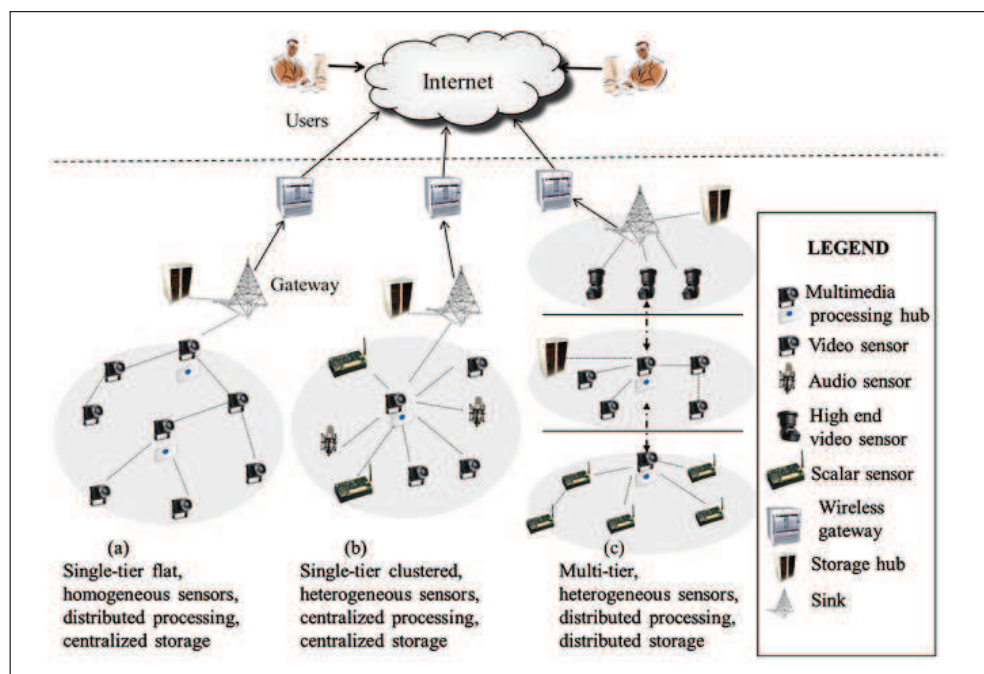 Internet
Users
Gateway
(a)
Single-tier flat,
homogeneous sensors,
distributed processing,
centralized storage
(b)
Single-tier clustered,
heterogeneous sensors,
centralized processing,
centralized storage
(c)
Multi-tier,
heterogeneous sensors,
distributed processing,
distributed storage
LEGEND
Multimedia
processing hub
Video sensor
Audio sensor
High end
video sensor
Scalar sensor
Wireless
gateway
Storage hub
Sink